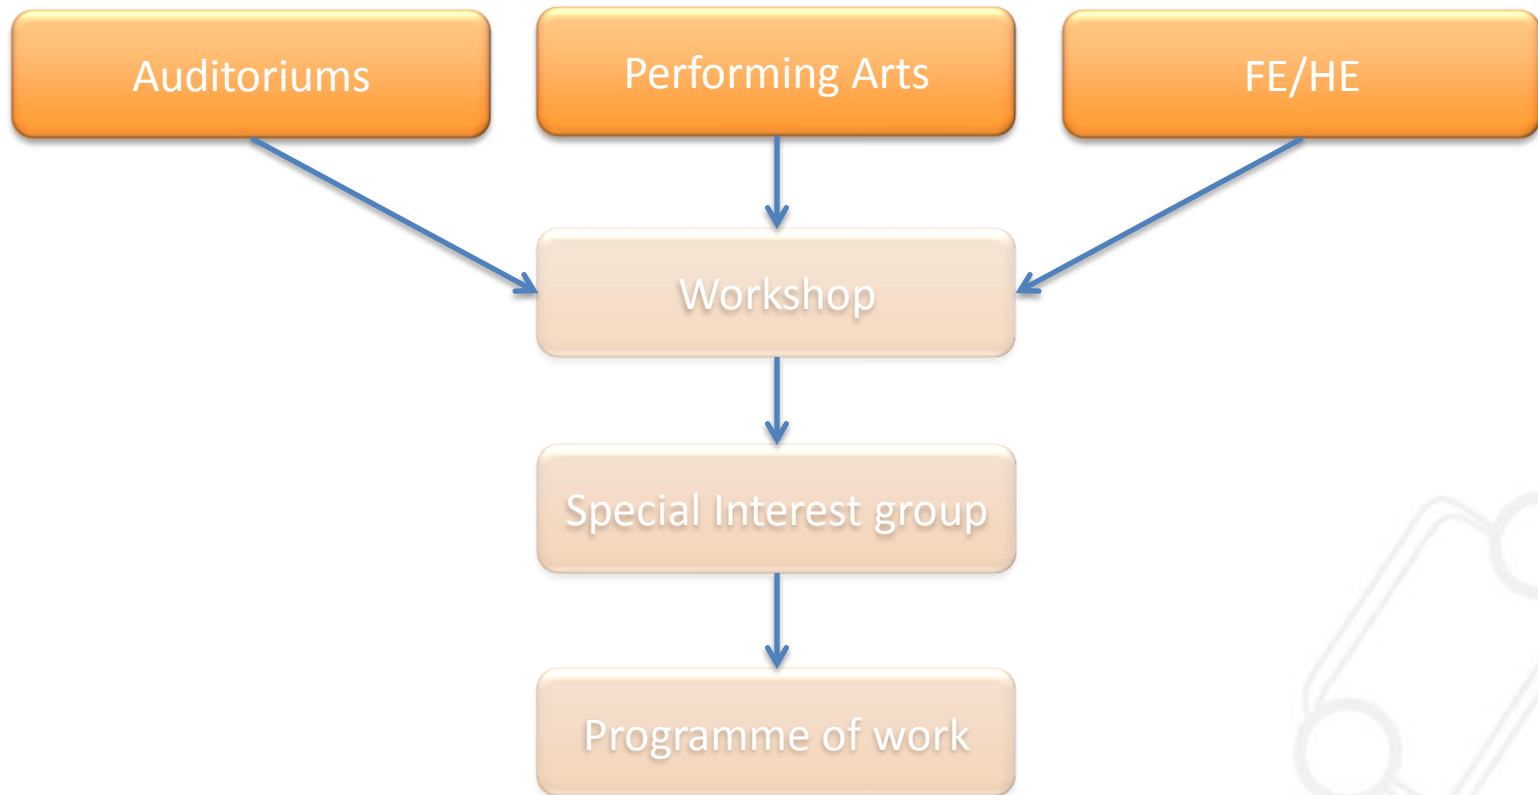 Auditoriums
Performing Arts
FE/HE
Workshop
Special Interest group
Programme of work